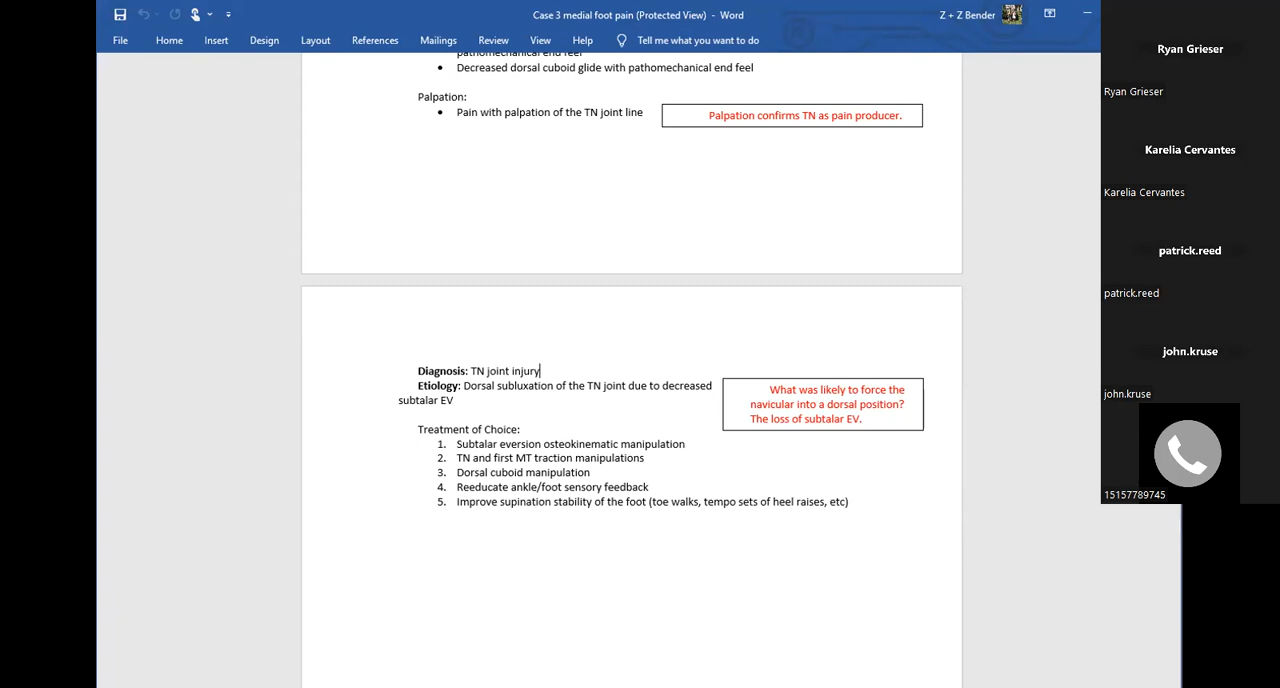 Case 3 medial foot pain (Protected View) - Word
Z + Z Bender
File Home Insert Design Layout References Mailings Review View Help Tell me what you want to do
pathomechanical end feel
• Decreased dorsal cuboid glide with pathomechanical end feel
Palpation:
• Pain with palpation of the TN joint line
Palpation confirms TN as pain producer.
Diagnosis: TN joint injury
Etiology: Dorsal subluxation of the TN joint due to decreased
subtalar EV
What was likely to force the
navicular into a dorsal position?
The loss of subtalar EV.
Treatment of Choice:
1. Subtalar eversion osteokinematic manipulation
2. TN and first MT traction manipulations
3. Dorsal cuboid manipulation
4. Reeducate ankle/foot sensory feedback
5. Improve supination stability of the foot (toe walks, tempo sets of heel raises, etc)
Ryan Grieser
Ryan Grieser
Karelia Cervantes
Karelia Cervantes
patrick.reed
patrick.reed
john.kruse
john.kruse
15157789745